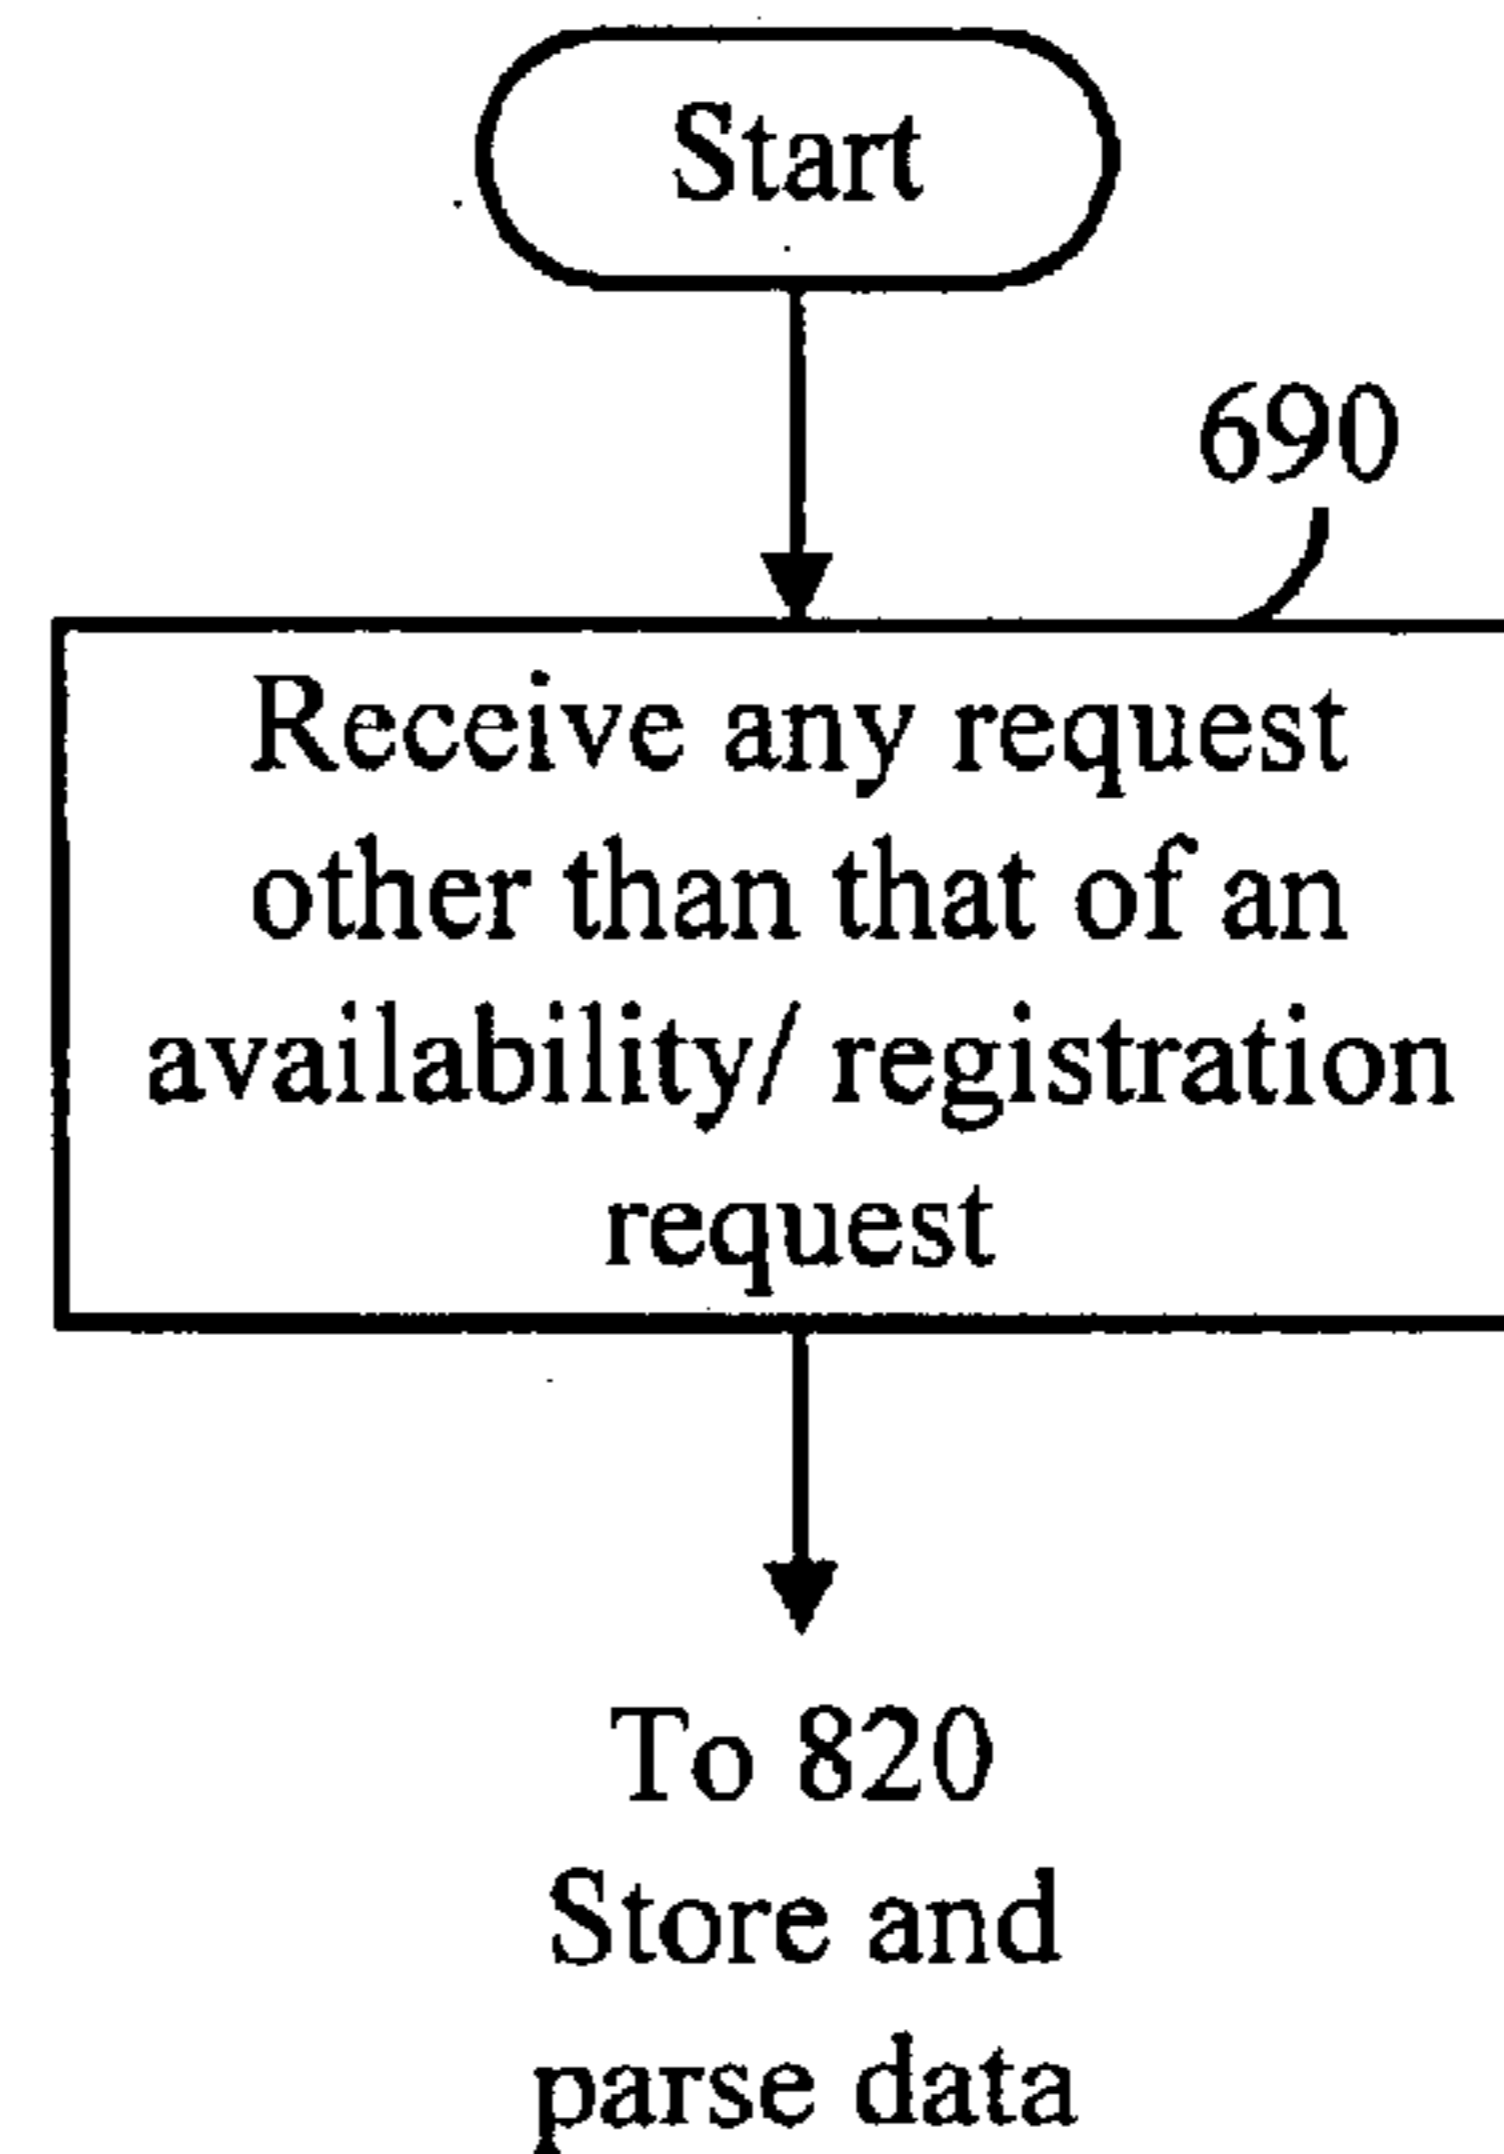 Start
690
Receive any request
other than that of an
availability/ registration
request
To 820
Store and
parse data